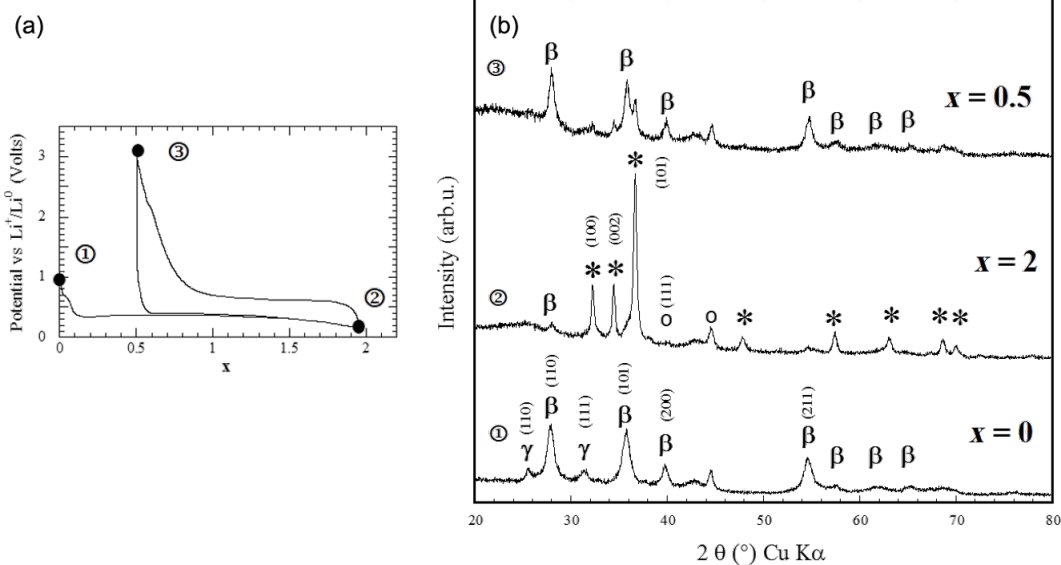 (a)
Potential vs Li⁺/Li⁰ (Volts)
3
2
1
0
0
0.5
1
1.5
2
x
①
②
③
(b)
Intensity (arb.u.)
③
β
β
β
β
β
β
β
x = 0.5
②
β
*
(100)
*
(002)
*
(101)
o
(111)
o
*
*
*
*
*
x = 2
①
γ
(110)
β
(110)
γ
(111)
β
(101)
β
(200)
β
(211)
β
β
β
x = 0
20
30
40
50
60
70
80
2 θ (°) Cu Kα